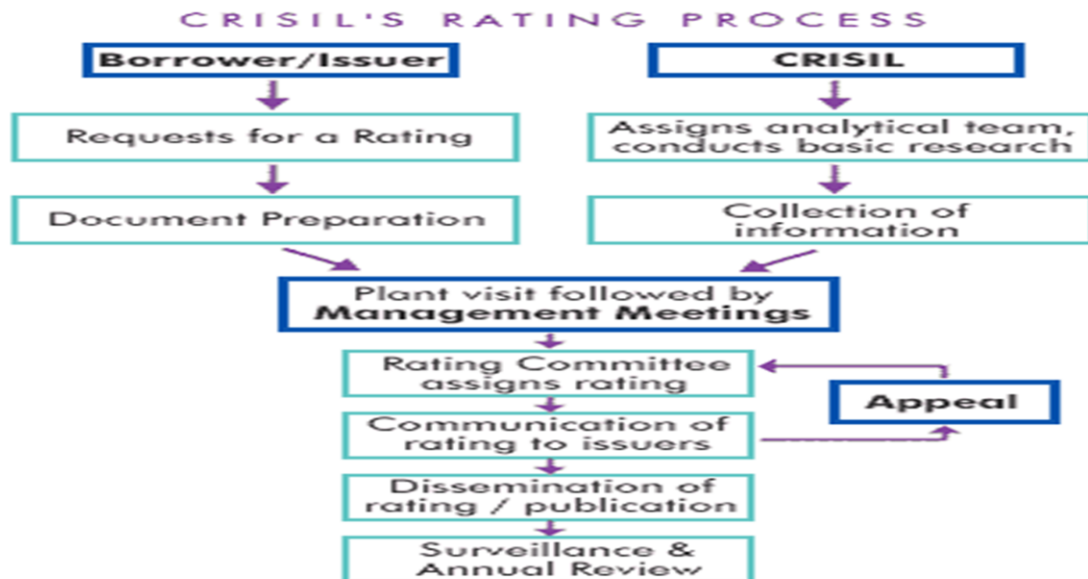 CRISIL'S RATING PROCESS
Borrower/Issuer
CRISIL
Requests for a Rating
Assigns analytical team,
conducts basic research
Document Preparation
Collection of
information
Plant visit followed by
Management Meetings
Rating Committee
assigns rating
Appeal
Communication of
rating to issuers
Dissemination of
rating / publication
Surveillance &
Annual Review